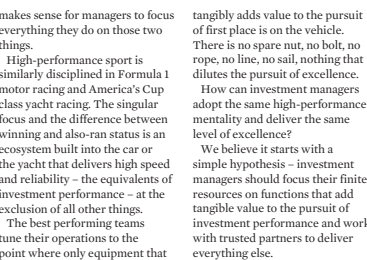 makes sense for managers to focus
everything they do on those two
things.
High-performance sport is
similarly disciplined in Formula 1
motor racing and America's Cup
class yacht racing. The singular
focus and the difference between
winning and also-ran status is an
ecosystem built into the car or
the yacht that delivers high speed
and reliability – the equivalents of
investment performance – at the
exclusion of all other things.
The best performing teams
tune their operations to the
point where only equipment that
tangibly adds value to the pursuit
of first place is on the vehicle.
There is no spare nut, no bolt, no
rope, no line, no sail, nothing that
dilutes the pursuit of excellence.
How can investment managers
adopt the same high-performance
mentality and deliver the same
level of excellence?
We believe it starts with a
simple hypothesis – investment
managers should focus their finite
resources on functions that add
tangible value to the pursuit of
investment performance and work
with trusted partners to deliver
everything else.